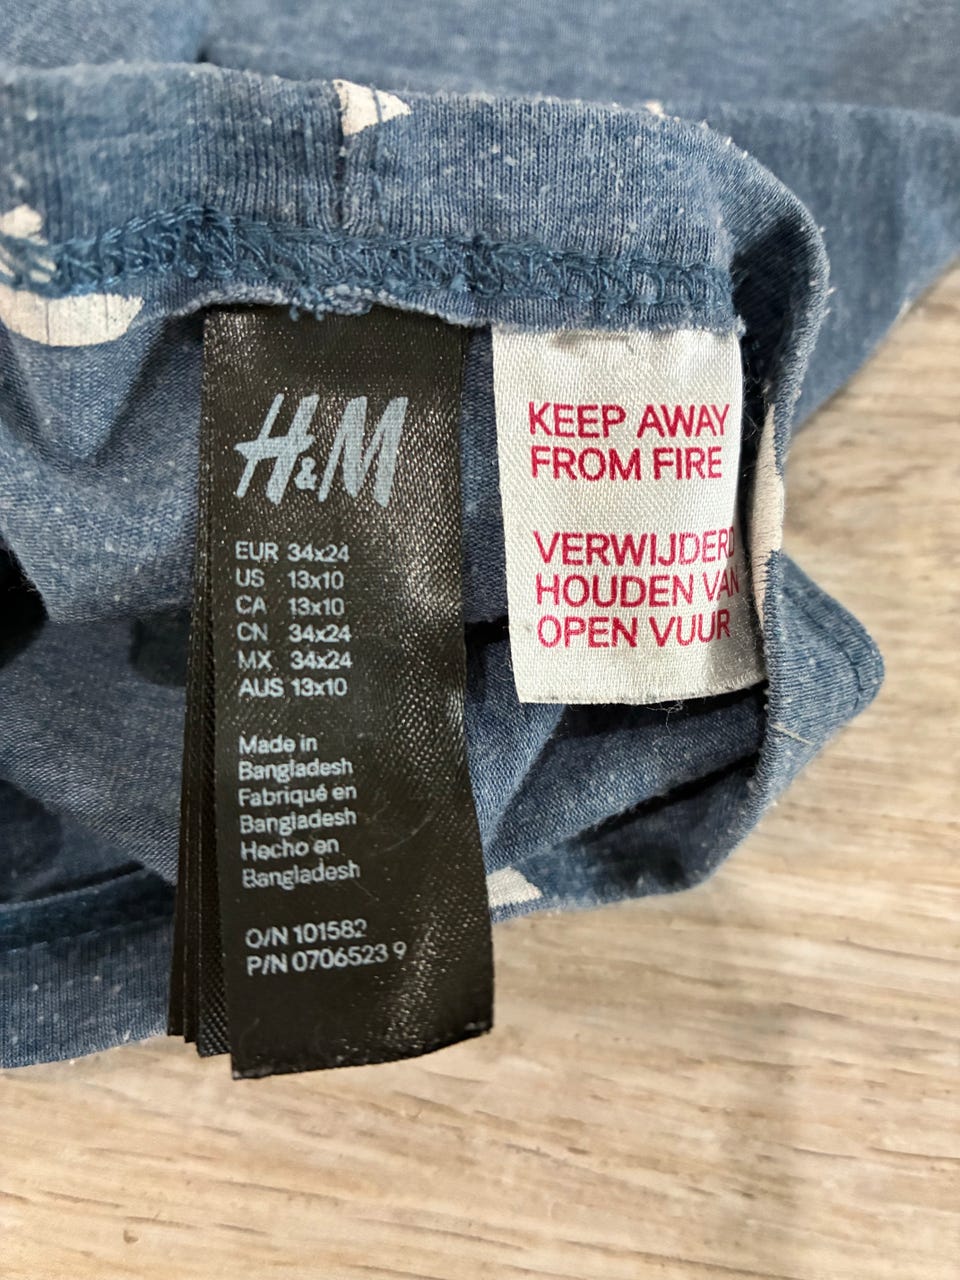 H&M
EUR 34x24
US 13x10
CA 13x10
CN 34x24
MX 34x24
AUS 13x10
Made in
Bangladesh
Fabriqué en
Bangladesh
Hecho en
Bangladesh
O/N 101582
P/N 0706523 9
KEEP AWAY
FROM FIRE
VERWIJDERD
HOUDEN VAN
OPEN VUUR